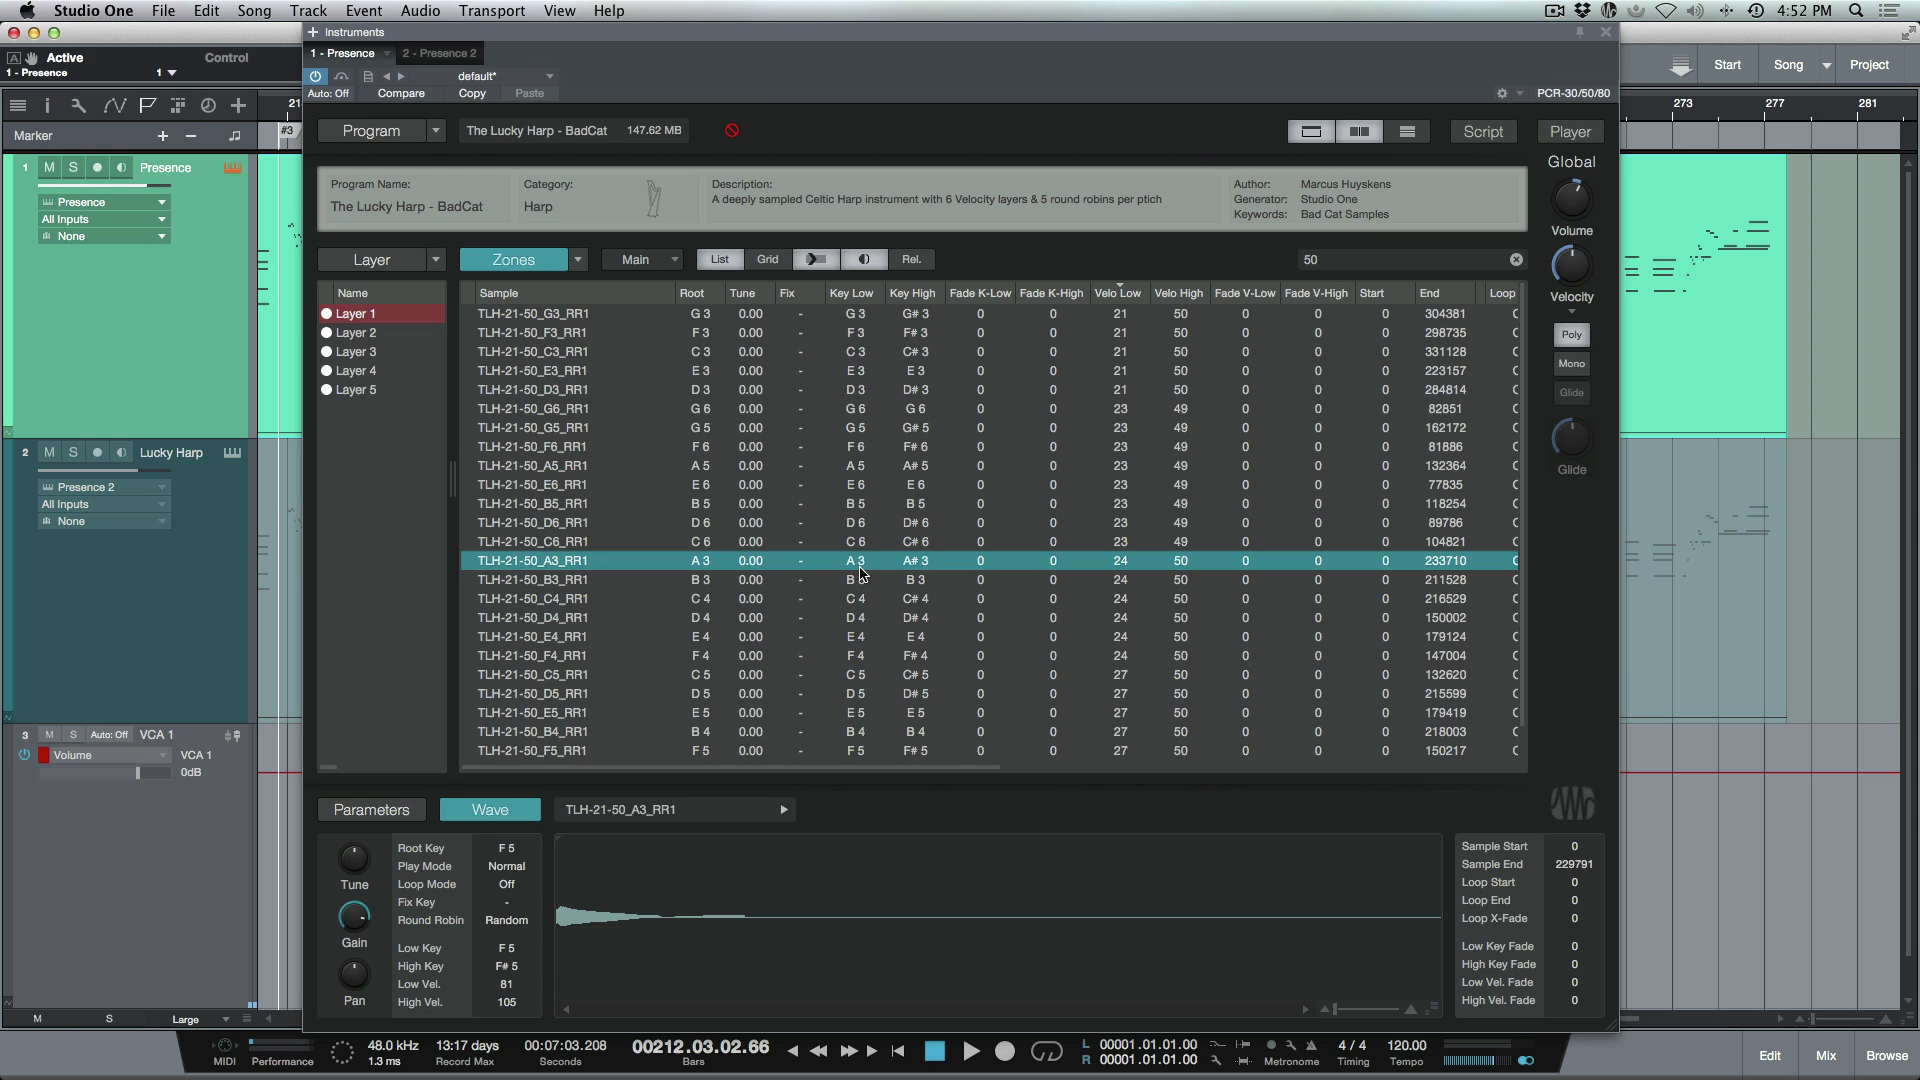 Studio One File Edit Song Track Event Audio Transport View Help 4:52 PM
Instruments
Active Control
1 - Presence 1
1 - Presence 2 - Presence 2
default*
Auto: Off Compare Copy Paste PCR-30/50/80
Start Song Project
21 273 277 281
Marker #3
Program The Lucky Harp - BadCat 147.62 MB Script Player
1 M S Presence
Presence
All Inputs
None
Program Name: Category: Description: Author: Marcus Huyskens
The Lucky Harp - BadCat Harp A deeply sampled Celtic Harp instrument with 6 Velocity layers & 5 round robins per ptich Generator: Studio One
Keywords: Bad Cat Samples
Global
Volume
Velocity
Poly
Mono
Glide
Glide
Layer Zones Main List Grid Rel. 50
Name
Layer 1
Layer 2
Layer 3
Layer 4
Layer 5
Sample Root Tune Fix Key Low Key High Fade K-Low Fade K-High Velo Low Velo High Fade V-Low Fade V-High Start End Loop
TLH-21-50_G3_RR1 G 3 0.00 - G 3 G# 3 0 0 21 50 0 0 0 304381
TLH-21-50_F3_RR1 F 3 0.00 - F 3 F# 3 0 0 21 50 0 0 0 298735
TLH-21-50_C3_RR1 C 3 0.00 - C 3 C# 3 0 0 21 50 0 0 0 331128
TLH-21-50_E3_RR1 E 3 0.00 - E 3 E 3 0 0 21 50 0 0 0 223157
TLH-21-50_D3_RR1 D 3 0.00 - D 3 D# 3 0 0 21 50 0 0 0 284814
TLH-21-50_G6_RR1 G 6 0.00 - G 6 G 6 0 0 23 49 0 0 0 82851
TLH-21-50_G5_RR1 G 5 0.00 - G 5 G# 5 0 0 23 49 0 0 0 162172
TLH-21-50_F6_RR1 F 6 0.00 - F 6 F# 6 0 0 23 49 0 0 0 81886
TLH-21-50_A5_RR1 A 5 0.00 - A 5 A# 5 0 0 23 49 0 0 0 132364
TLH-21-50_E6_RR1 E 6 0.00 - E 6 E 6 0 0 23 49 0 0 0 77835
TLH-21-50_B5_RR1 B 5 0.00 - B 5 B 5 0 0 23 49 0 0 0 118254
TLH-21-50_D6_RR1 D 6 0.00 - D 6 D# 6 0 0 23 49 0 0 0 89786
TLH-21-50_C6_RR1 C 6 0.00 - C 6 C# 6 0 0 23 49 0 0 0 104821
TLH-21-50_A3_RR1 A 3 0.00 - A 3 A# 3 0 0 24 50 0 0 0 233710
TLH-21-50_B3_RR1 B 3 0.00 - B B 3 0 0 24 50 0 0 0 211528
TLH-21-50_C4_RR1 C 4 0.00 - C 4 C# 4 0 0 24 50 0 0 0 216529
TLH-21-50_D4_RR1 D 4 0.00 - D 4 D# 4 0 0 24 50 0 0 0 150002
TLH-21-50_E4_RR1 E 4 0.00 - E 4 E 4 0 0 24 50 0 0 0 179124
TLH-21-50_F4_RR1 F 4 0.00 - F 4 F# 4 0 0 24 50 0 0 0 147004
TLH-21-50_C5_RR1 C 5 0.00 - C 5 C# 5 0 0 27 50 0 0 0 132620
TLH-21-50_D5_RR1 D 5 0.00 - D 5 D# 5 0 0 27 50 0 0 0 215599
TLH-21-50_E5_RR1 E 5 0.00 - E 5 E 5 0 0 27 50 0 0 0 179419
TLH-21-50_B4_RR1 B 4 0.00 - B 4 B 4 0 0 27 50 0 0 0 218003
TLH-21-50_F5_RR1 F 5 0.00 - F 5 F# 5 0 0 27 50 0 0 0 150217
2 M S Lucky Harp
Presence 2
All Inputs
None
3 M S Auto: Off VCA 1
Volume VCA 1
0dB
Parameters Wave TLH-21-50_A3_RR1
Tune
Gain
Pan
Root Key F 5
Play Mode Normal
Loop Mode Off
Fix Key -
Round Robin Random
Low Key F 5
High Key F# 5
Low Vel. 81
High Vel. 105
Sample Start 0
Sample End 229791
Loop Start 0
Loop End 0
Loop X-Fade 0
Low Key Fade 0
High Key Fade 0
Low Vel. Fade 0
High Vel. Fade 0
M S Large
48.0 kHz 13:17 days 00:07:03.208 00212.03.02.66 L 00001.01.01.00 4 / 4 120.00
MIDI Performance 1.3 ms Record Max Seconds Bars R 00001.01.01.00 Metronome Timing Tempo
Edit Mix Browse